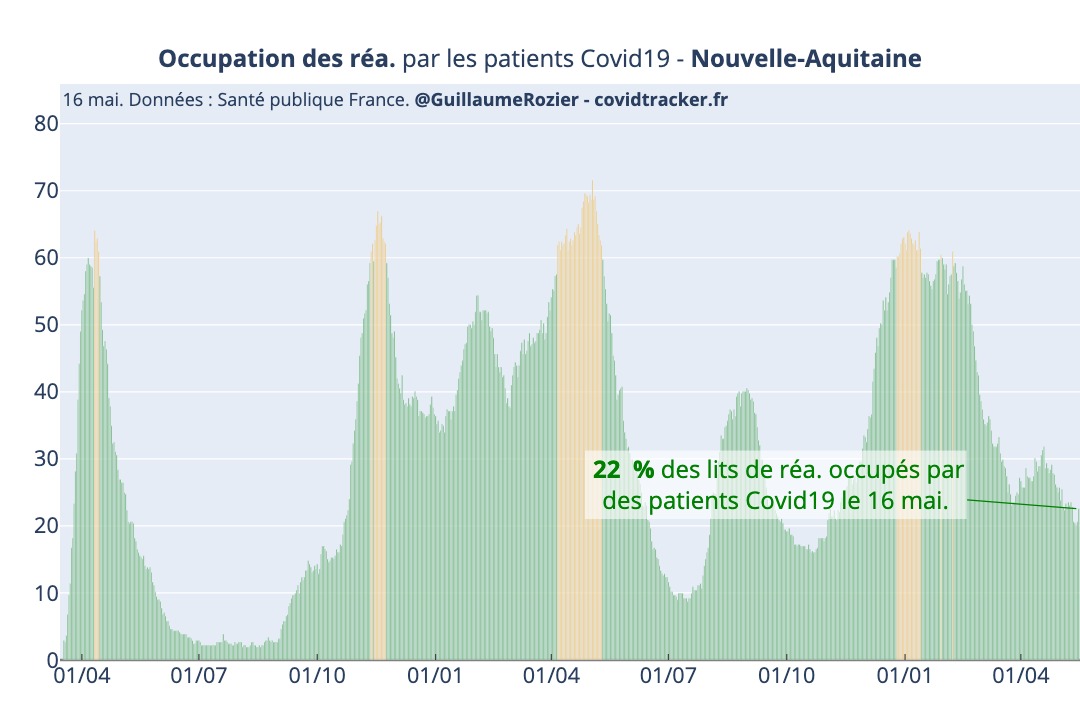 Occupation des réa. par les patients Covid19 - Nouvelle-Aquitaine
16 mai. Données : Santé publique France. @GuillaumeRozier - covidtracker.fr
80
70
60
50
40
30
20
10
0
22 % des lits de réa. occupés par
des patients Covid19 le 16 mai.
01/04 01/07 01/10 01/01 01/04 01/07 01/10 01/01 01/04